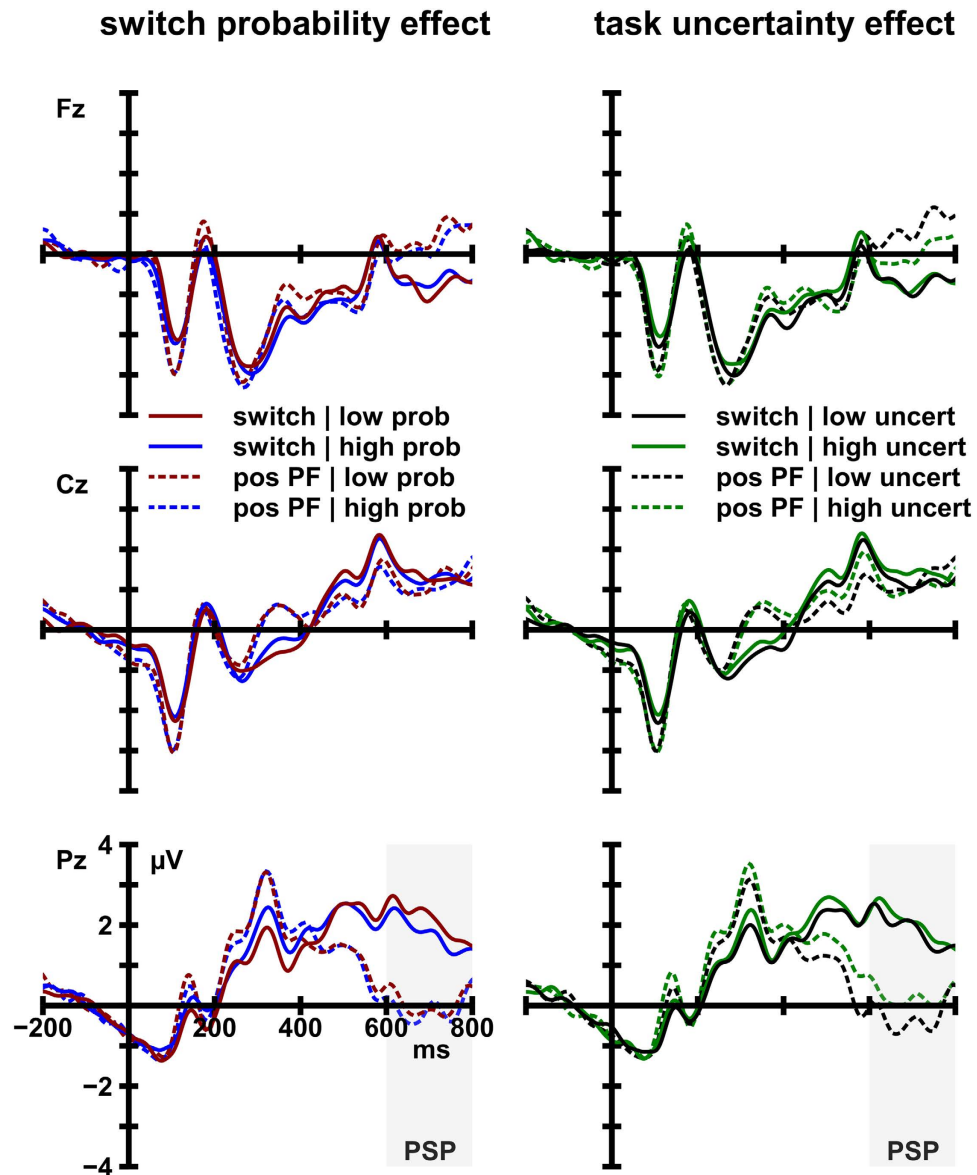 switch probability effect
task uncertainty effect
Fz
switch | low prob
switch | high prob
pos PF | low prob
pos PF | high prob
switch | low uncert
switch | high uncert
pos PF | low uncert
pos PF | high uncert
Cz
Pz
4
µV
2
−200
200
400
600
800
ms
−2
−4
PSP
PSP